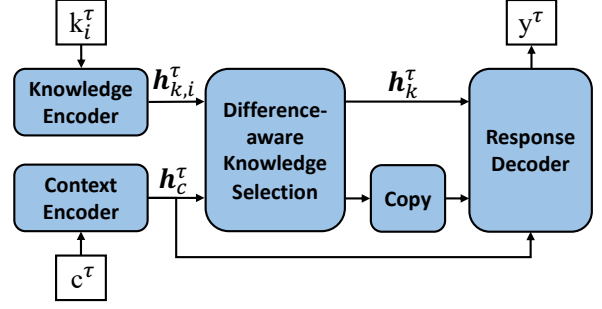 k_i^τ
y^τ
Knowledge
Encoder
h_{k,i}^τ
Difference-
aware
Knowledge
Selection
h_k^τ
Response
Decoder
Context
Encoder
h_c^τ
Copy
c^τ